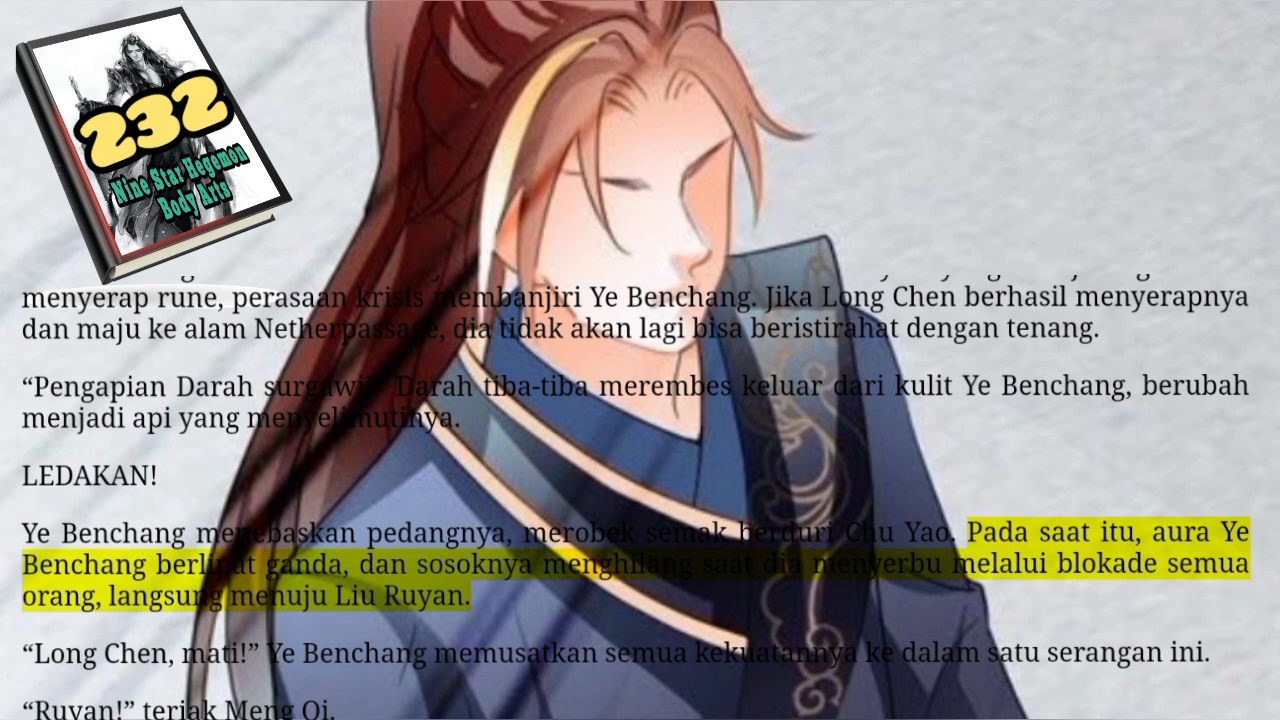 232
Nine Star Hegemon
Body Arts
menyerap rune, perasaan krisis membanjiri Ye Benchang. Jika Long Chen berhasil menyerapnya
dan maju ke alam Netherpassage, dia tidak akan lagi bisa beristirahat dengan tenang.
“Pengapian Darah surgawi!” Darah tiba-tiba merembes keluar dari kulit Ye Benchang, berubah
menjadi api yang menyelimutinya.
LEDAKAN!
Ye Benchang menebaskan pedangnya, merobek semak berduri Chu Yao. Pada saat itu, aura Ye
Benchang berlipat ganda, dan sosoknya menghilang saat dia menyerbu melalui blokade semua
orang, langsung menuju Liu Ruyan.
“Long Chen, mati!” Ye Benchang memusatkan semua kekuatannya ke dalam satu serangan ini.
“Ruyan!” teriak Meng Qi.